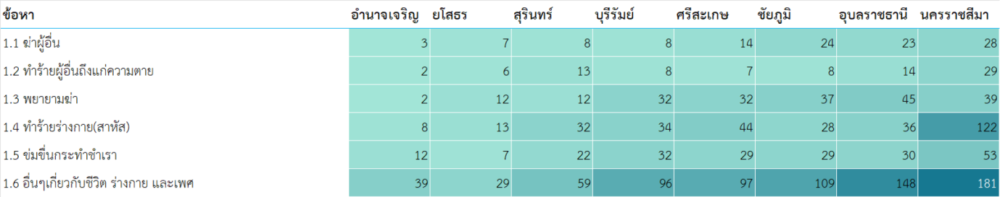 ข้อหา อำนาจเจริญ ยโสธร สุรินทร์ บุรีรัมย์ ศรีสะเกษ ชัยภูมิ อุบลราชธานี นครราชสีมา
1.1 ฆ่าผู้อื่น 3 7 8 8 14 24 23 28
1.2 ทำร้ายผู้อื่นถึงแก่ความตาย 2 6 13 8 7 8 14 29
1.3 พยายามฆ่า 2 12 12 32 32 37 45 39
1.4 ทำร้ายร่างกาย(สาหัส) 8 13 32 34 44 28 36 122
1.5 ข่มขื่นกระทำชำเรา 12 7 22 32 29 29 30 53
1.6 อื่นๆเกี่ยวกับชีวิต ร่างกาย และเพศ 39 29 59 96 97 109 148 181